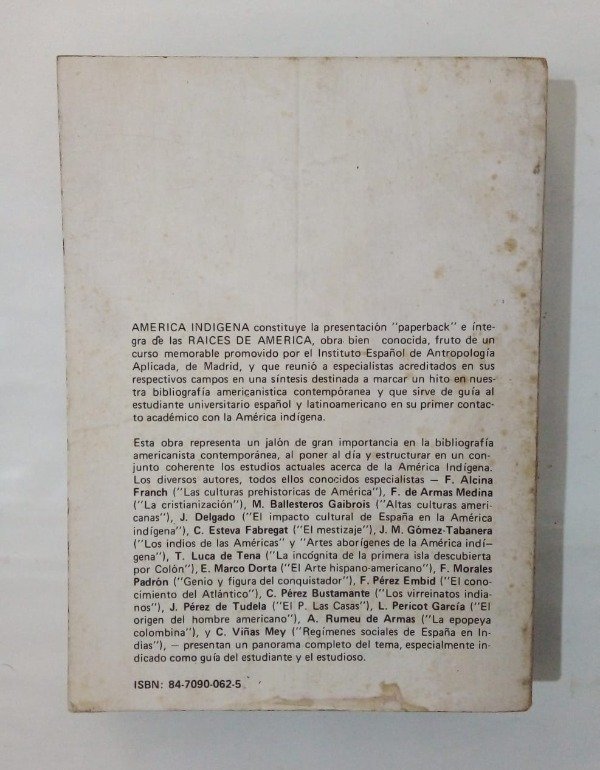 AMERICA INDIGENA constituye la presentación "paperback" e ínte-
gra de las RAICES DE AMERICA, obra bien conocida, fruto de un
curso memorable promovido por el Instituto Español de Antropología
Aplicada, de Madrid, y que reunió a especialistas acreditados en sus
respectivos campos en una síntesis destinada a marcar un hito en nues-
tra bibliografía americanistica contempóranea y que sirve de guía al
estudiante universitario español y latinoamericano en su primer contac-
to académico con la América indígena.
Esta obra representa un jalón de gran importancia en la bibliografía
americanista contemporánea, al poner al día y estructurar en un con-
junto coherente los estudios actuales acerca de la América Indígena.
Los diversos autores, todos ellos conocidos especialistas — F. Alcina
Franch ("Las culturas prehistoricas de América"), F. de Armas Medina
("La cristianización"), M. Ballesteros Gaibrois ("Altas culturas ameri-
canas"), J. Delgado ("El impacto cultural de España en la América
indígena"), C. Esteva Fabregat ("El mestizaje"), J. M. Gómez-Tabanera
("Los indios de las Américas" y "Artes aborígenes de la América indí-
gena"), T. Luca de Tena ("La incógnita de la primera isla descubierta
por Colón"), E. Marco Dorta ("El Arte hispano-americano"), F. Morales
Padrón ("Genio y figura del conquistador"), F. Pérez Embid ("El cono-
cimiento del Atlántico"), C. Pérez Bustamante ("Los virreinatos india-
nos"), J. Pérez de Tudela ("El P. Las Casas"), L. Pericot García ("El
origen del hombre americano"), A. Rumeu de Armas ("La epopeya
colombina"), y C. Viñas Mey ("Regímenes sociales de España en In-
dias"), — presentan un panorama completo del tema, especialmente in-
dicado como guía del estudiante y el estudioso.
ISBN: 84-7090-062-5